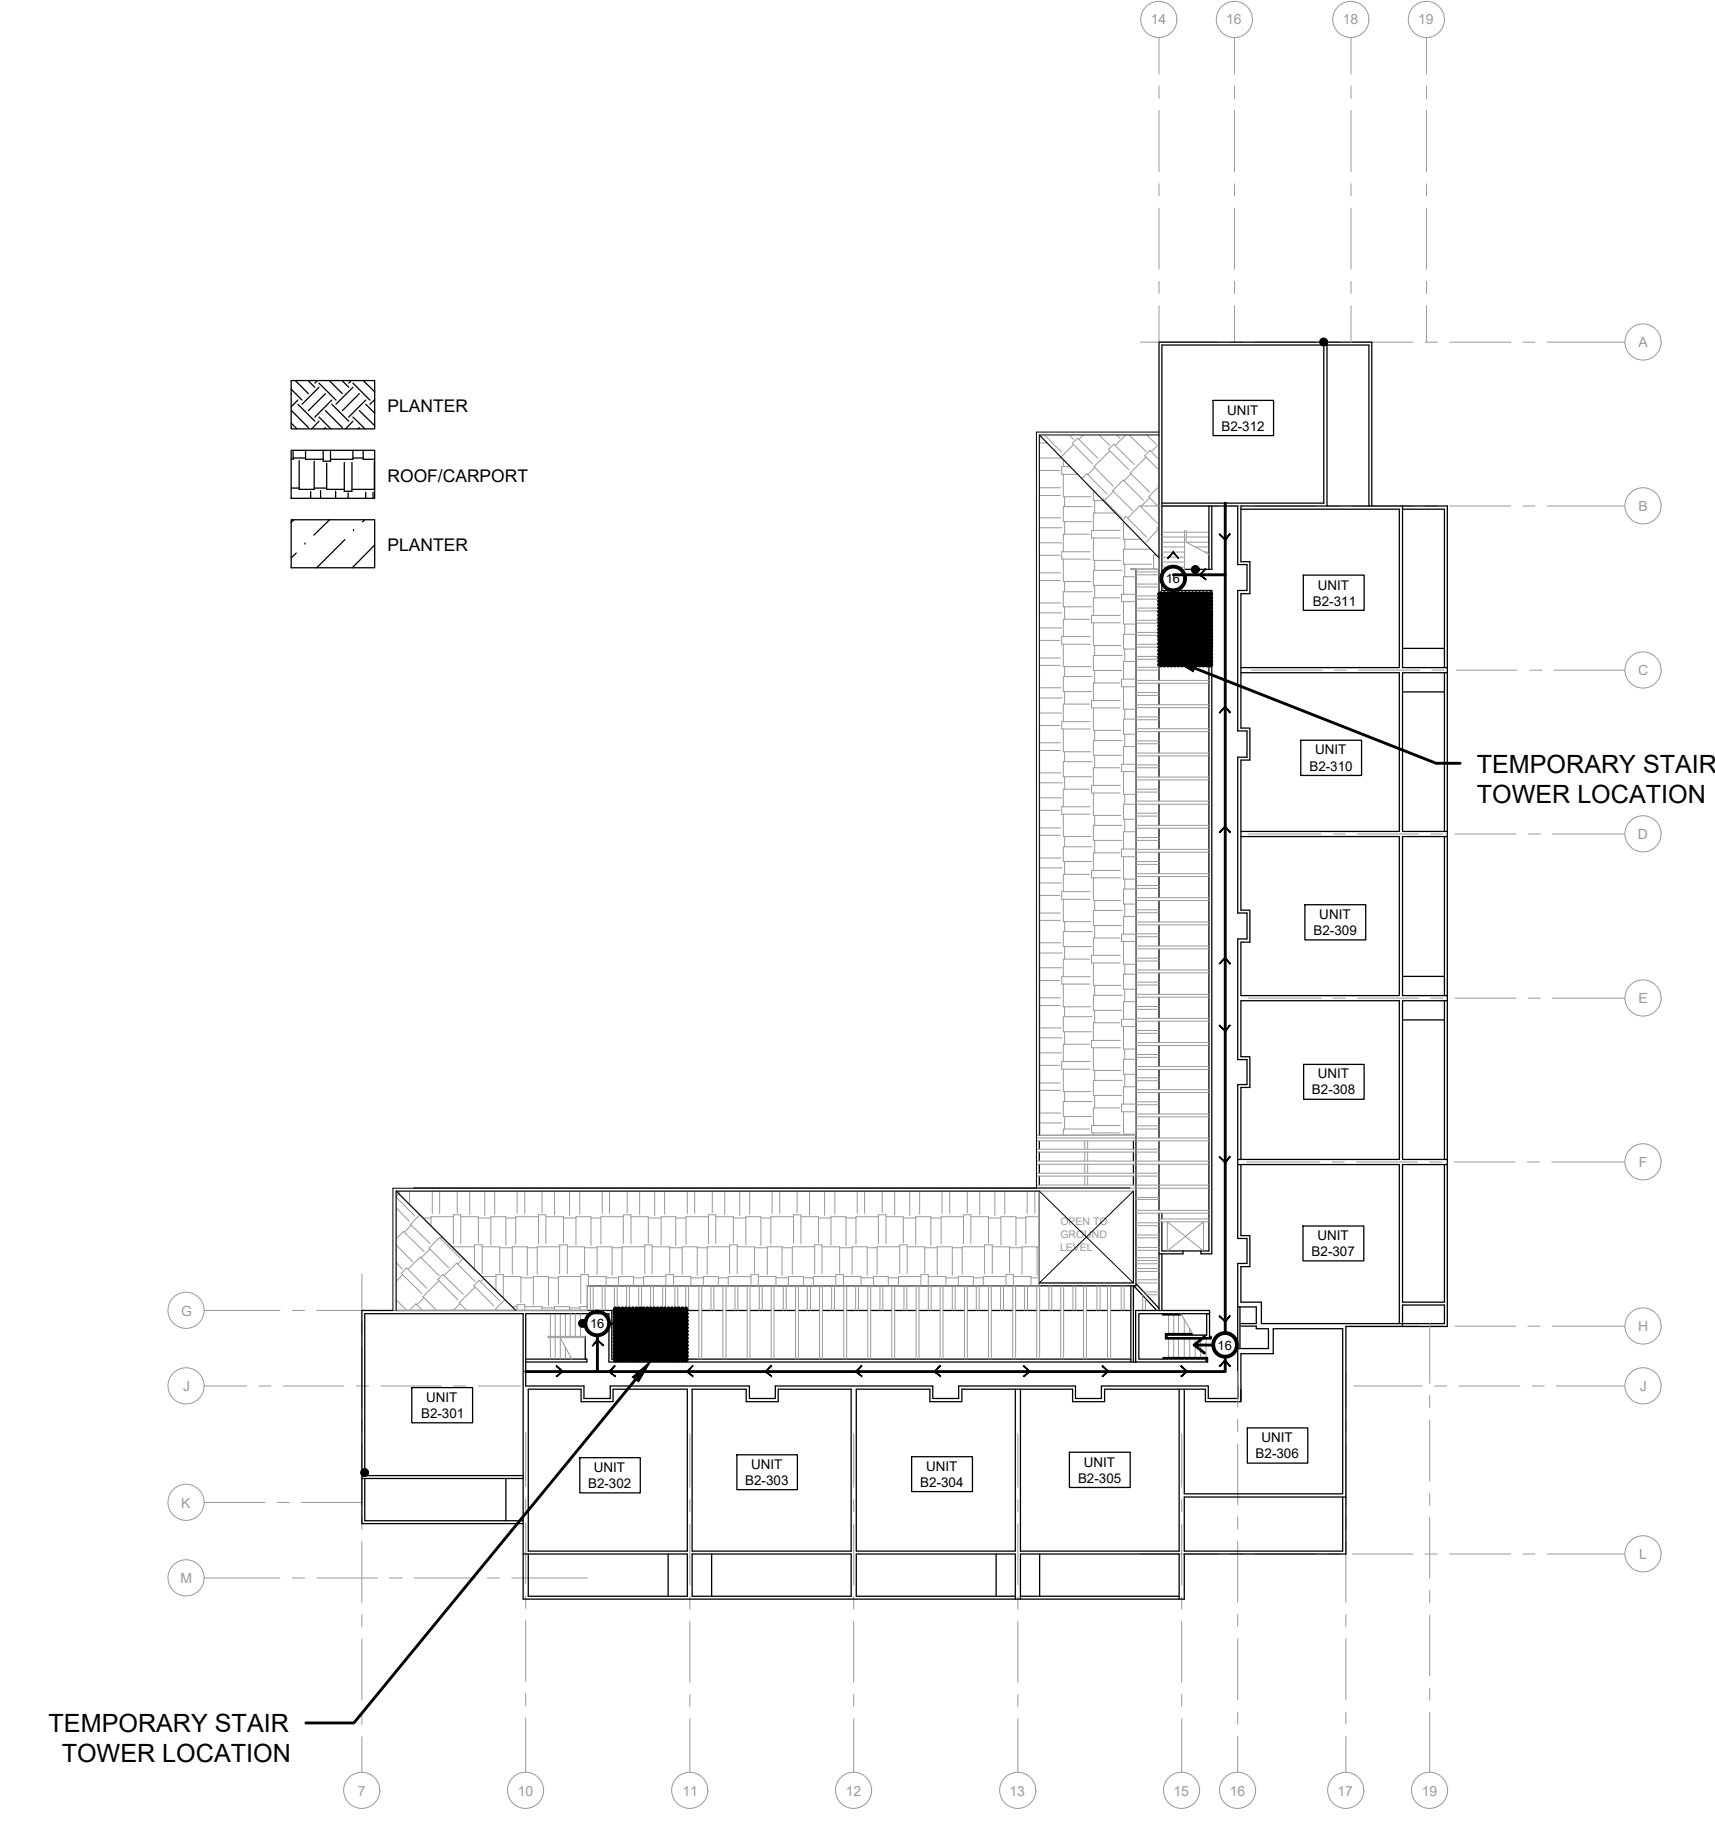 14
16
18
19
A
PLANTER
UNIT
B2-312
ROOF/CARPORT
B
PLANTER
16
UNIT
B2-311
C
UNIT
B2-310
TEMPORARY STAIR
TOWER LOCATION
D
UNIT
B2-309
E
UNIT
B2-308
F
OPEN TO
GROUND
LEVEL
UNIT
B2-307
G
16
H
16
J
J
UNIT
B2-301
UNIT
B2-302
UNIT
B2-303
UNIT
B2-304
UNIT
B2-305
UNIT
B2-306
K
L
M
TEMPORARY STAIR
TOWER LOCATION
7
10
11
12
13
15
16
17
19